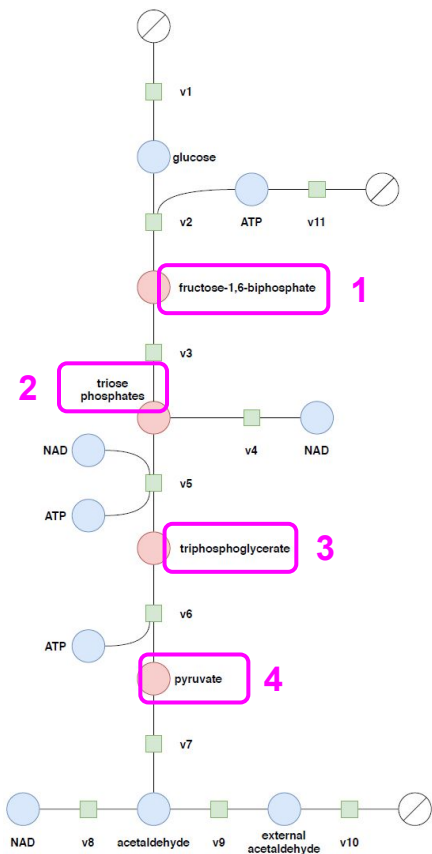 v1
glucose
v2
ATP
v11
fructose-1,6-biphosphate
1
v3
2
triose
phosphates
v4
NAD
NAD
v5
ATP
triphosphoglycerate
3
v6
ATP
pyruvate
4
v7
NAD
v8
acetaldehyde
v9
external
acetaldehyde
v10